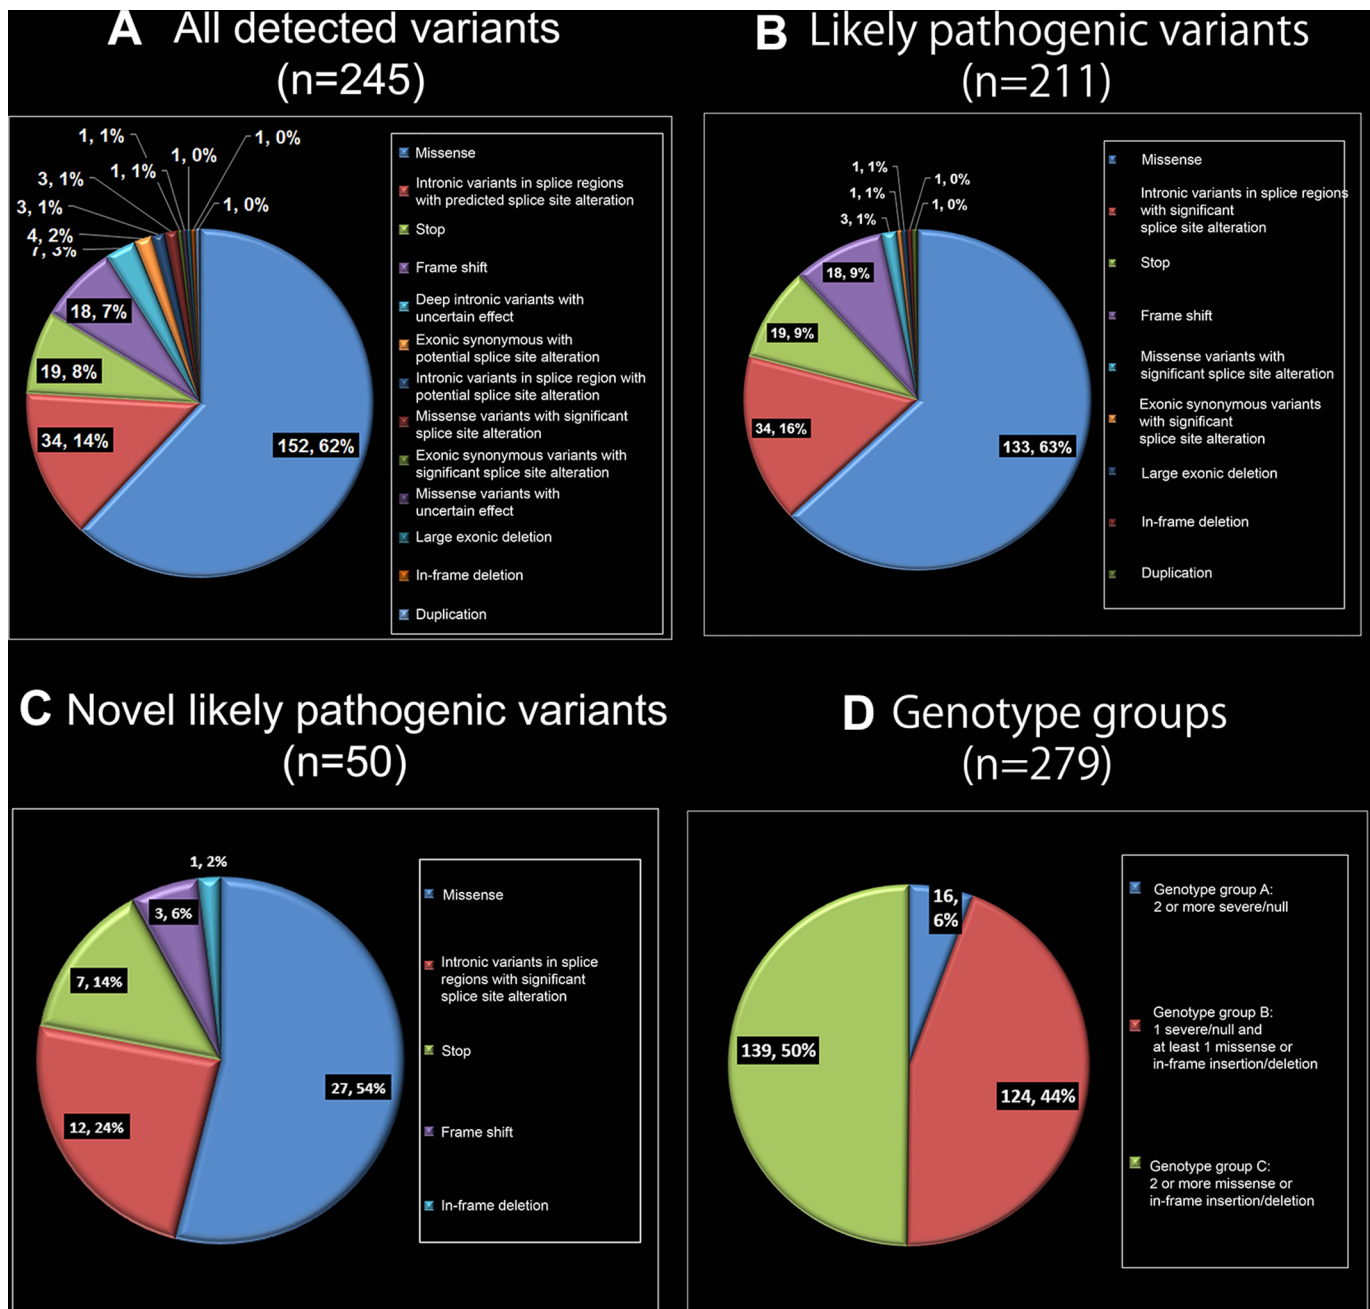 A All detected variants
(n=245)
1, 1%
1, 0%
1, 0%
3, 1%
1, 1%
3, 1%
1, 0%
4, 2%
7, 3%
18, 7%
19, 8%
34, 14%
152, 62%
Missense
Intronic variants in splice regions
with predicted splice site alteration
Stop
Frame shift
Deep intronic variants with
uncertain effect
Exonic synonymous with
potential splice site alteration
Intronic variants in splice region with
potential splice site alteration
Missense variants with significant
splice site alteration
Exonic synonymous variants with
significant splice site alteration
Missense variants with
uncertain effect
Large exonic deletion
In-frame deletion
Duplication
B Likely pathogenic variants
(n=211)
1, 1%
1, 0%
1, 1%
1, 0%
3, 1%
18, 9%
19, 9%
34, 16%
133, 63%
Missense
Intronic variants in splice regions
with significant
splice site alteration
Stop
Frame shift
Missense variants with
significant splice site alteration
Exonic synonymous variants
with significant
splice site alteration
Large exonic deletion
In-frame deletion
Duplication
C Novel likely pathogenic variants
(n=50)
1, 2%
3, 6%
7, 14%
12, 24%
27, 54%
Missense
Intronic variants in splice
regions with significant
splice site alteration
Stop
Frame shift
In-frame deletion
D Genotype groups
(n=279)
16,
6%
139, 50%
124, 44%
Genotype group A:
2 or more severe/null
Genotype group B:
1 severe/null and
at least 1 missense or
in-frame insertion/deletion
Genotype group C:
2 or more missense or
in-frame insertion/deletion